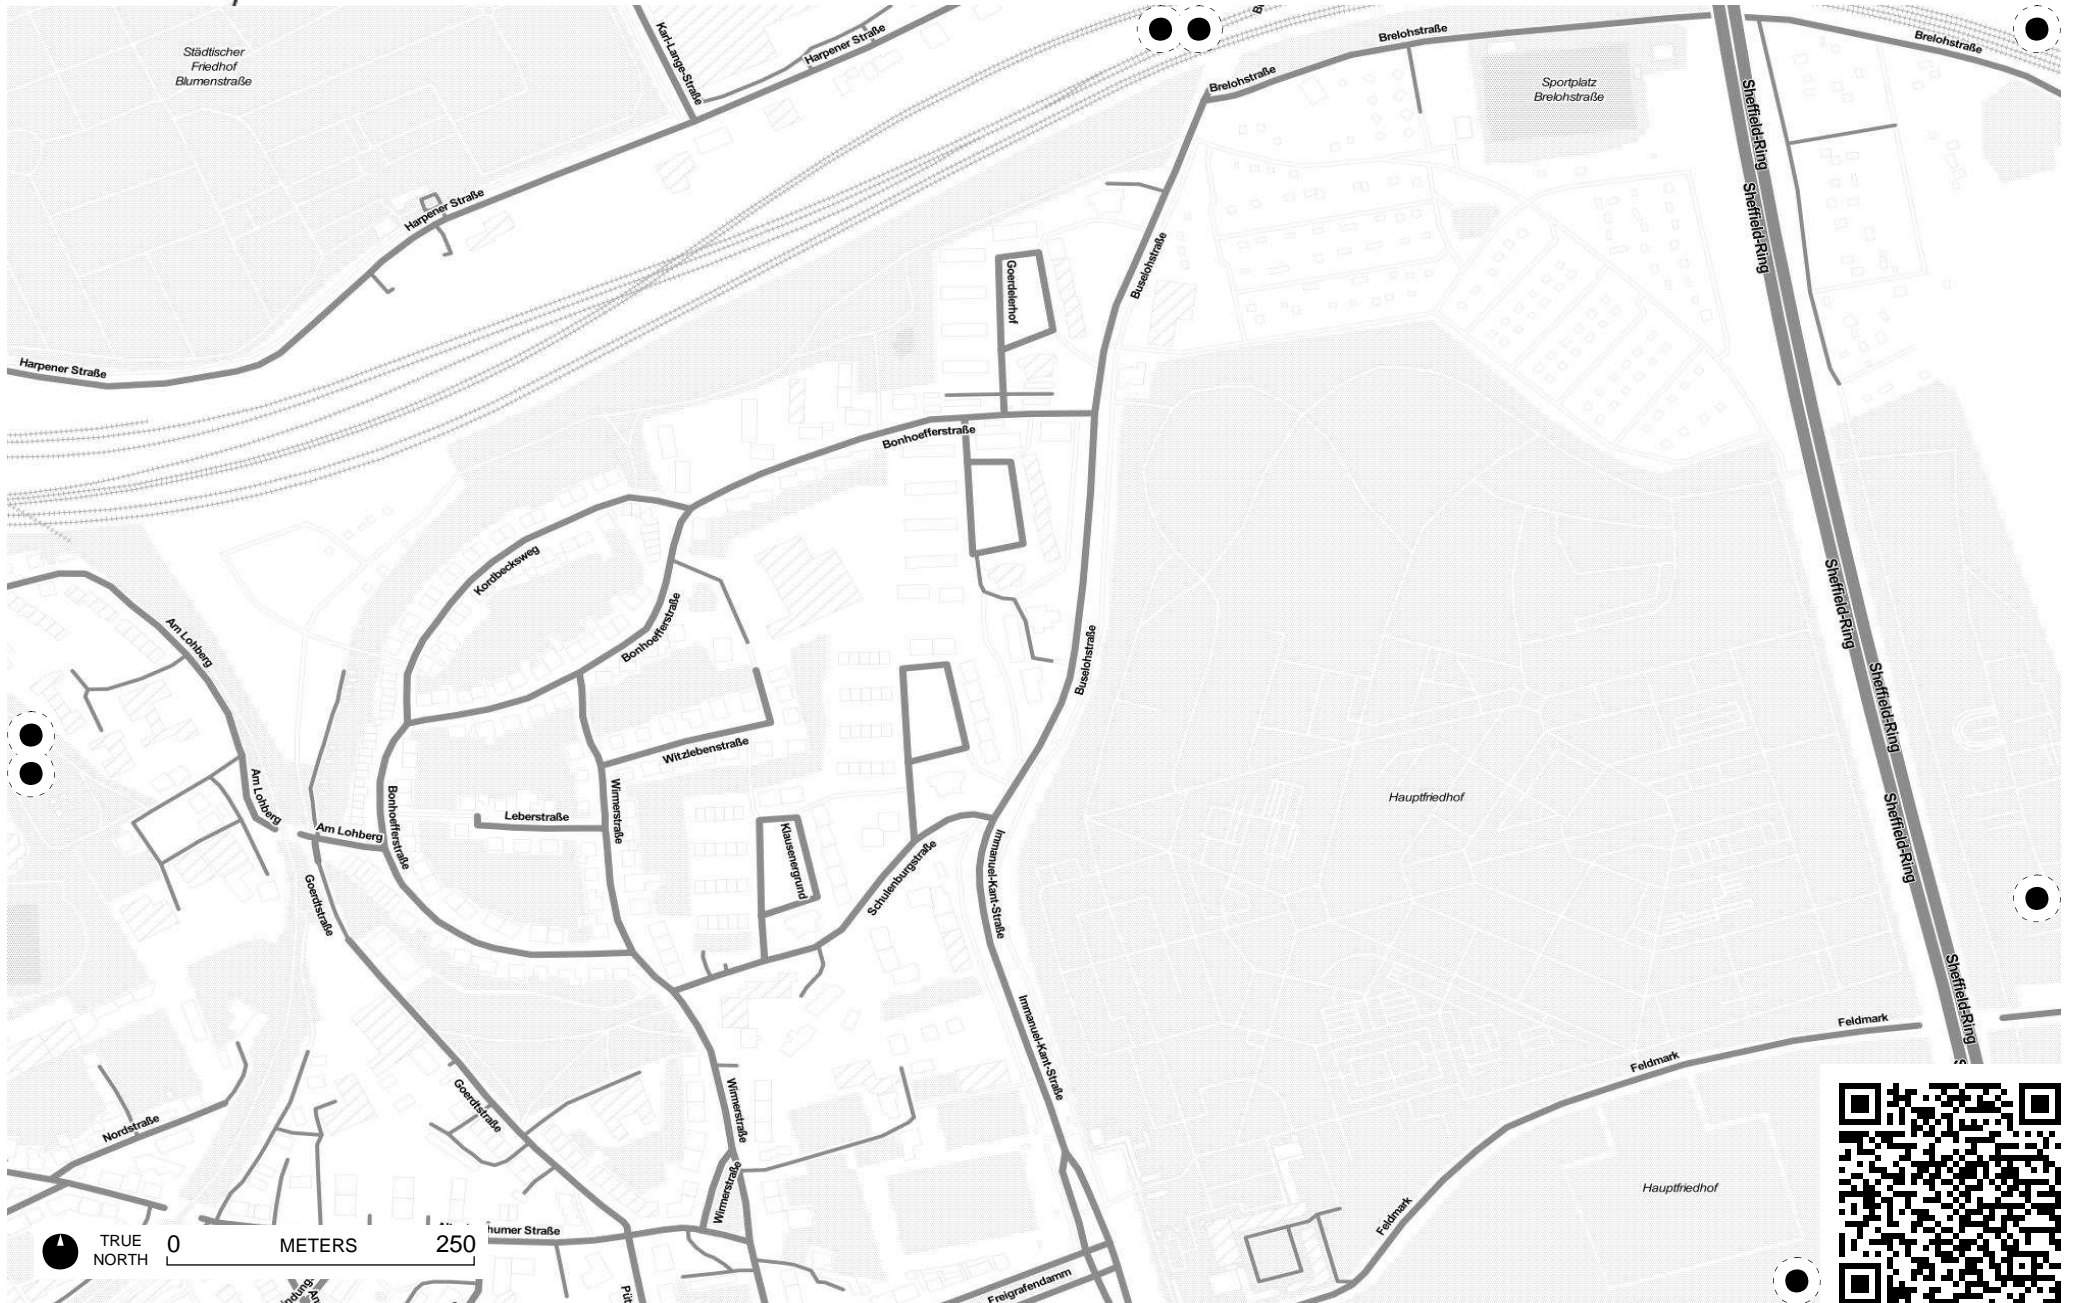 Karl-Lange-Straße
Harpener Straße
Brelohstraße
Brelohstraße
Städtischer
Friedhof
Blumenstraße
Brelohstraße
Sportplatz
Brelohstraße
Sheffield-Ring
Harpener Straße
Sheffield-Ring
Buselohstraße
Goerdelerhof
Harpener Straße
Bonhoefferstraße
Kordbecksweg
Bonhoefferstraße
Sheffield-Ring
Am Lohberg
Buselohstraße
Sheffield-Ring
Witzlebenstraße
Am Lohberg
Hauptfriedhof
Bonhoefferstraße
Leberstraße
Wirmerstraße
Am Lohberg
Klausenergrund
Sheffield-Ring
Schulenburgstraße
Immanuel-Kant-Straße
Goerdtstraße
Sheffield-Ring
Feldmark
Immanuel-Kant-Straße
Feldmark
Goerdtstraße
Wirmerstraße
Nordstraße
Wirmerstraße
Hauptfriedhof
Feldmark
humer Straße
TRUE
NORTH
0 METERS 250
Freigrafendamm